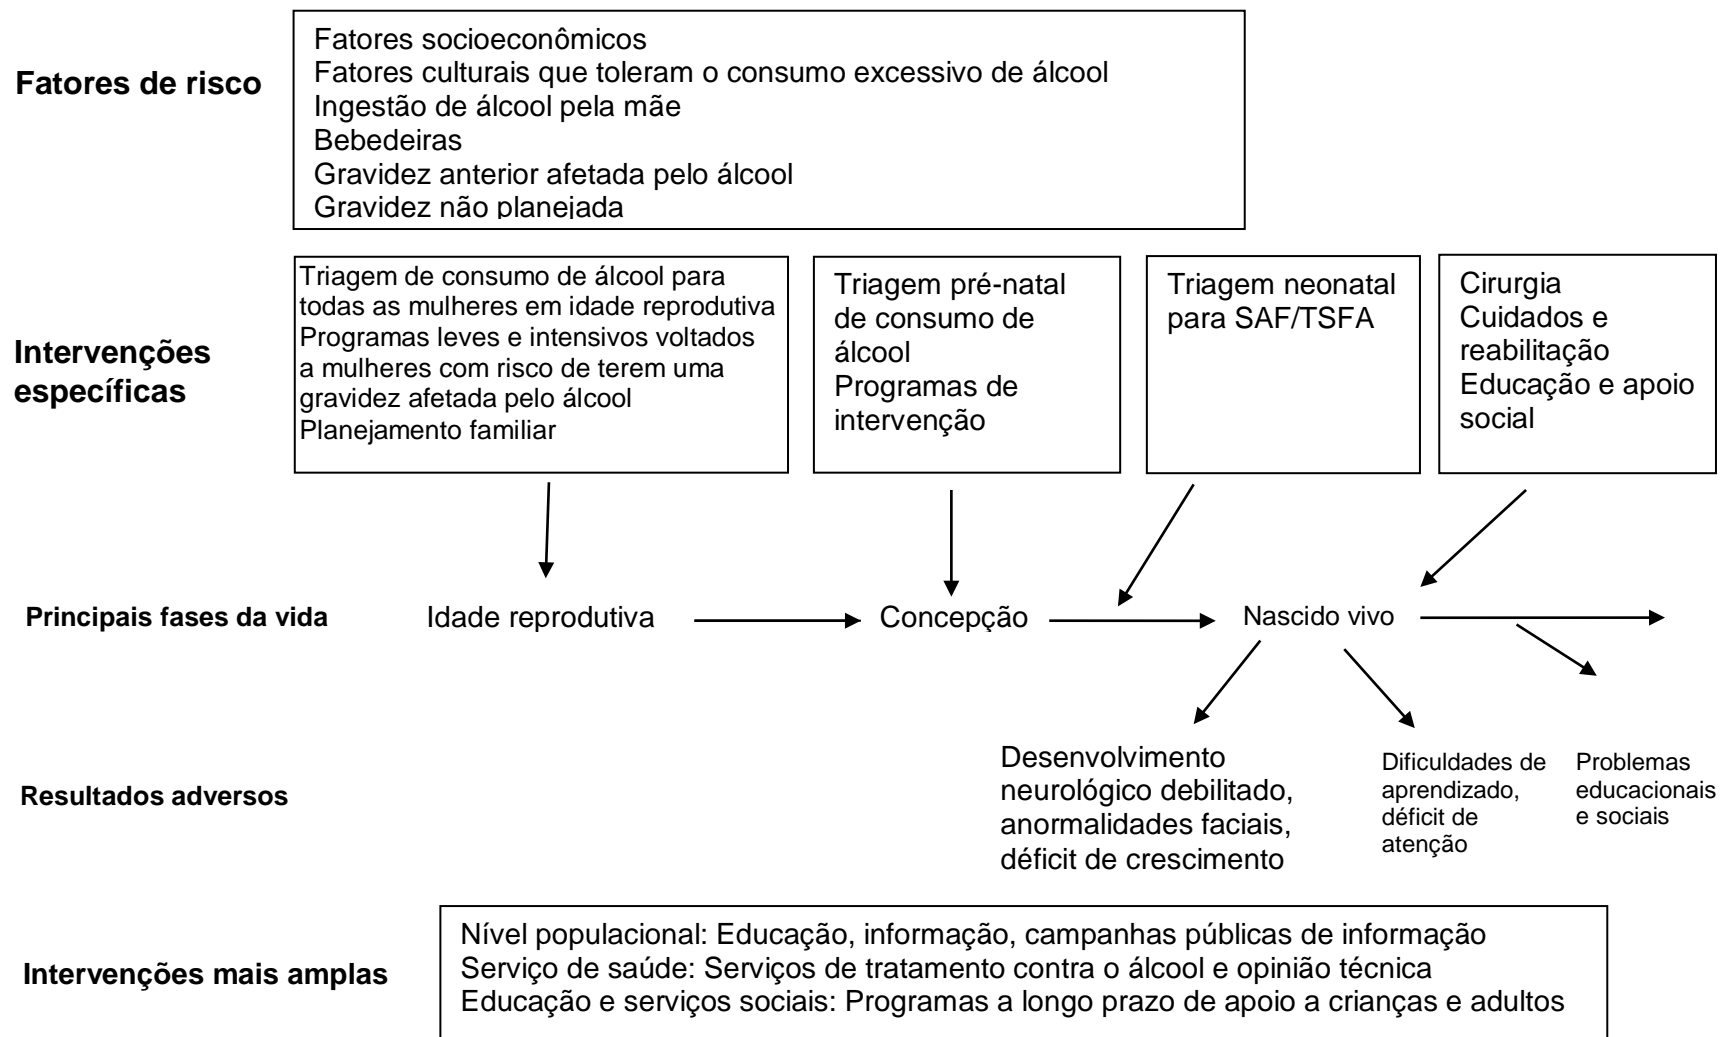 Fatores de risco
Fatores socioeconômicos
Fatores culturais que toleram o consumo excessivo de álcool
Ingestão de álcool pela mãe
Bebedeiras
Gravidez anterior afetada pelo álcool
Gravidez não planejada
Intervenções
específicas
Triagem de consumo de álcool para
todas as mulheres em idade reprodutiva
Programas leves e intensivos voltados
a mulheres com risco de terem uma
gravidez afetada pelo álcool
Planejamento familiar
Triagem pré-natal
de consumo de
álcool
Programas de
intervenção
Triagem neonatal
para SAF/TSFA
Cirurgia
Cuidados e
reabilitação
Educação e apoio
social
Principais fases da vida
Idade reprodutiva
Concepção
Nascido vivo
Resultados adversos
Desenvolvimento
neurológico debilitado,
anormalidades faciais,
déficit de crescimento
Dificuldades de
aprendizado,
déficit de
atenção
Problemas
educacionais
e sociais
Intervenções mais amplas
Nível populacional: Educação, informação, campanhas públicas de informação
Serviço de saúde: Serviços de tratamento contra o álcool e opinião técnica
Educação e serviços sociais: Programas a longo prazo de apoio a crianças e adultos